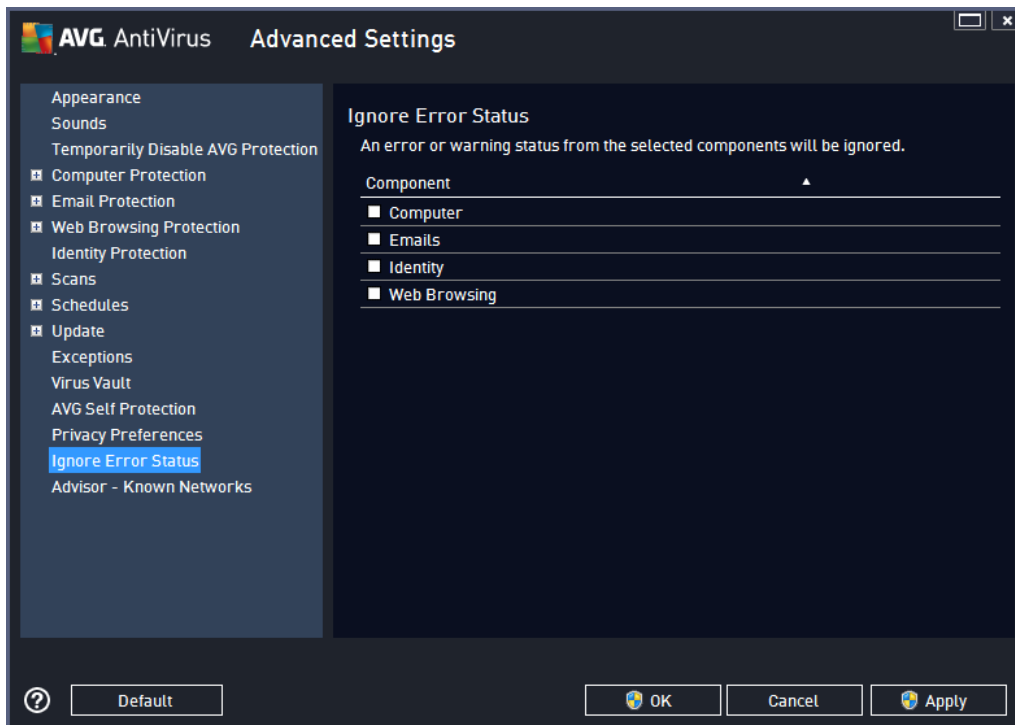 AVG AntiVirus Advanced Settings
Appearance
Sounds
Temporarily Disable AVG Protection
Computer Protection
Email Protection
Web Browsing Protection
Identity Protection
Scans
Schedules
Update
Exceptions
Virus Vault
AVG Self Protection
Privacy Preferences
Ignore Error Status
Advisor - Known Networks
Ignore Error Status
An error or warning status from the selected components will be ignored.
Component
Computer
Emails
Identity
Web Browsing
? Default OK Cancel Apply